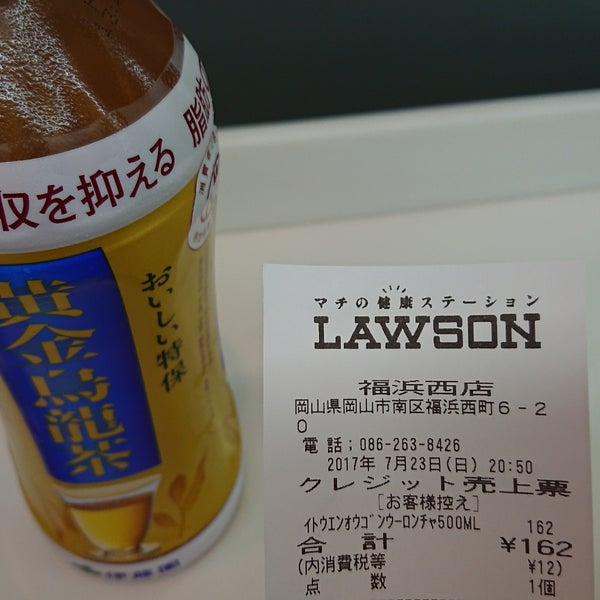 収を抑える 脂肪
おいしい特保
黄金烏龍茶
伊藤園
マチの健康ステーション
LAWSON
福浜西店
岡山県岡山市南区福浜西町6-2
0
電話;086-263-8426
2017年 7月23日(日) 20:50
クレジット売上票
[お客様控え]
イトウエンオウゴンウーロンチャ500ML 162
合 計 ¥162
(内消費税等 ¥12)
点 数 1個